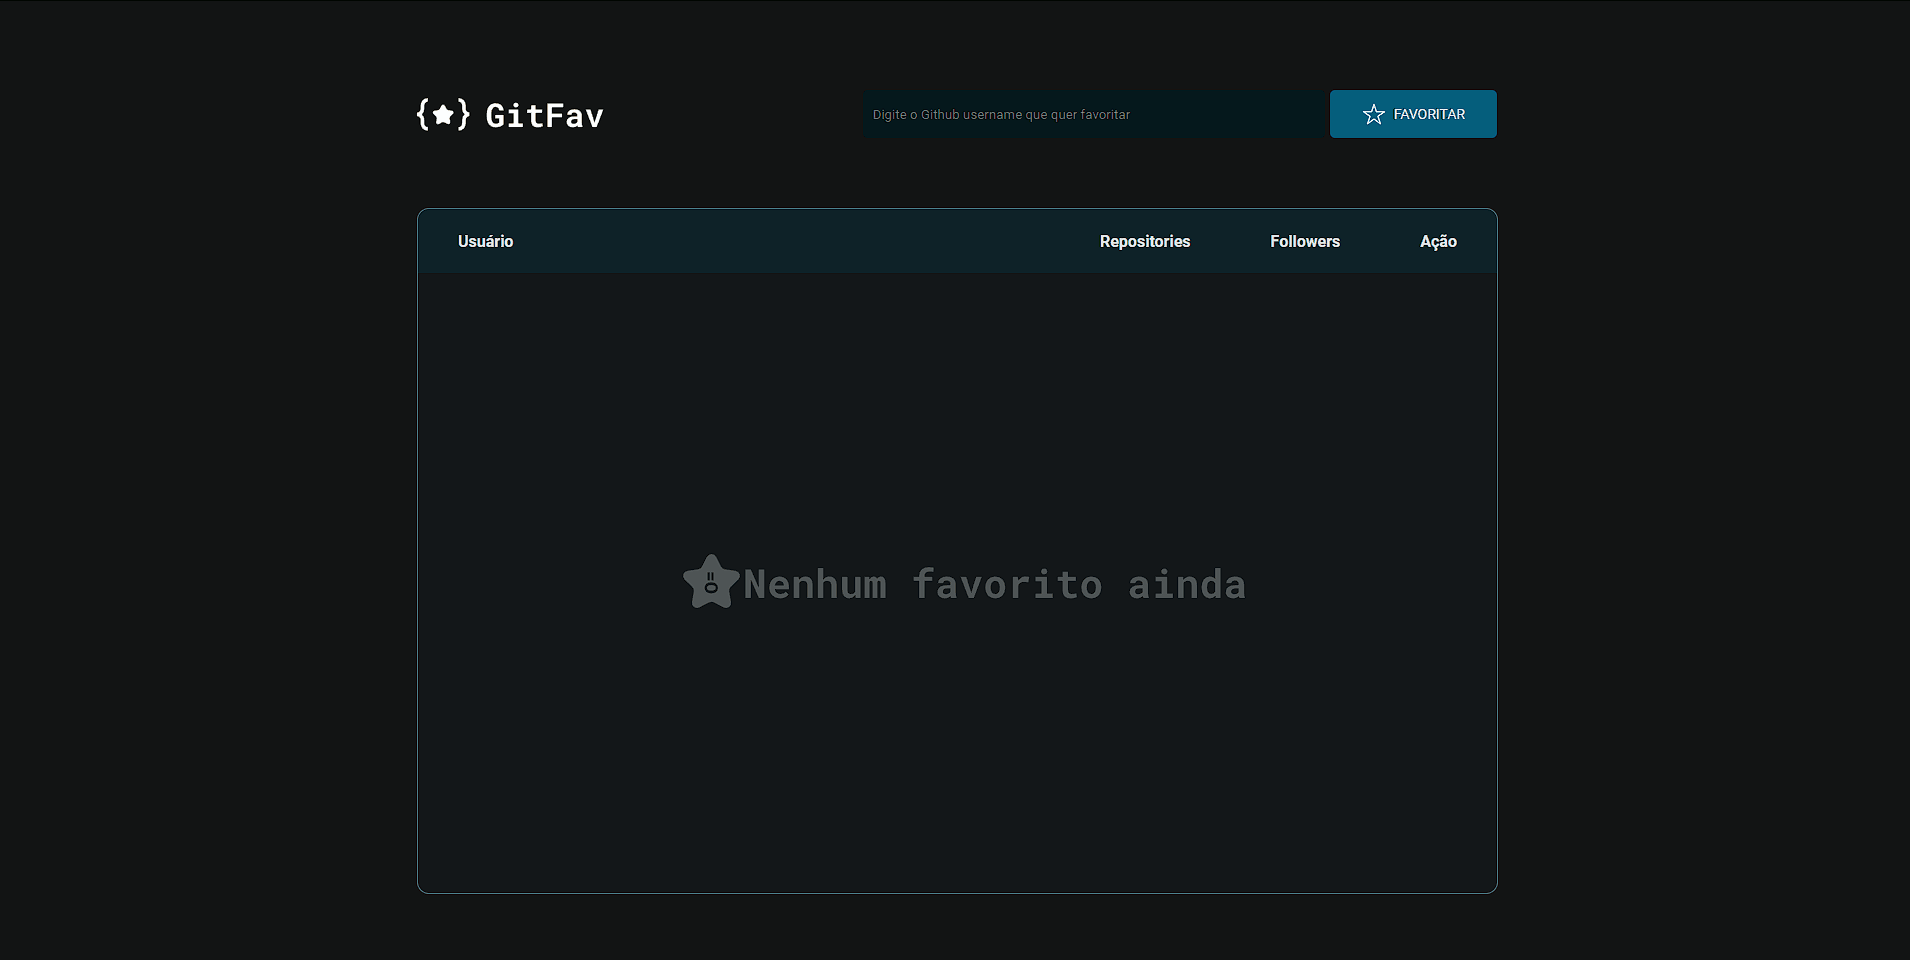 GitFav
Digite o Github username que quer favoritar
FAVORITAR
Usuário Repositories Followers Ação
Nenhum favorito ainda